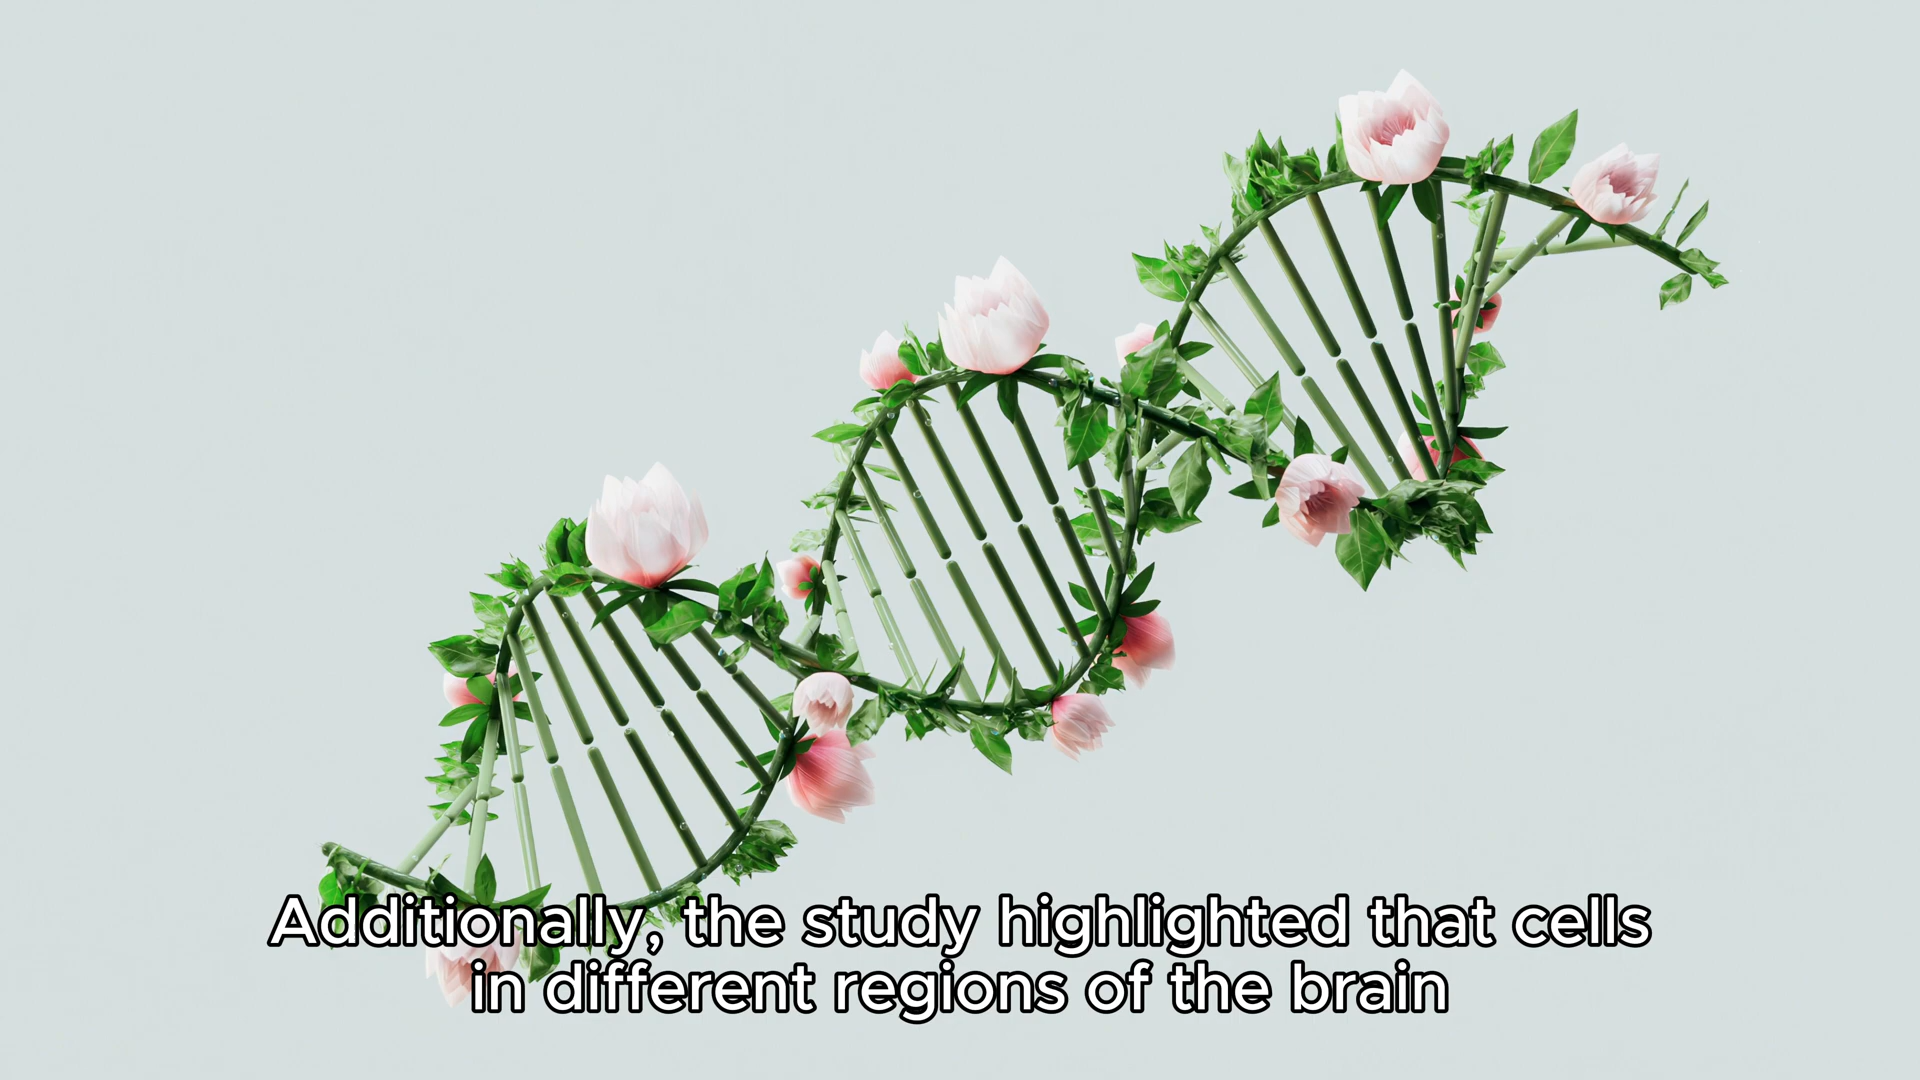 Additionally, the study highlighted that cells
in different regions of the brain